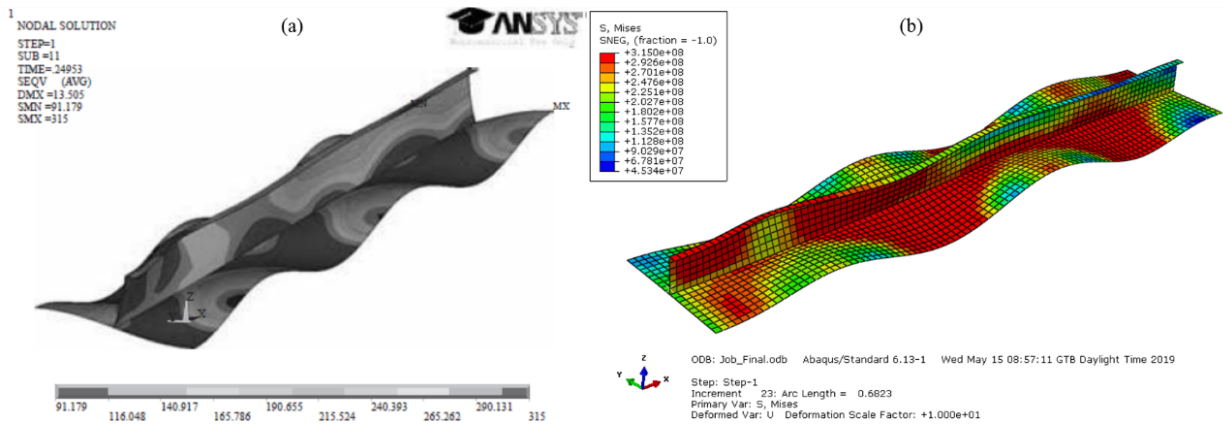 1
NODAL SOLUTION
STEP=1
SUB =11
TIME=.24953
SEQV (AVG)
DMX =13.505
SMN =91.179
SMX =315
(a)
ANSYS
MN
MX
Z
X
91.179 140.917 190.655 240.393 290.131
116.048 165.786 215.524 265.262 315
(b)
S, Mises
SNEG, (fraction = -1.0)
+3.150e+08
+2.926e+08
+2.701e+08
+2.476e+08
+2.251e+08
+2.027e+08
+1.802e+08
+1.577e+08
+1.352e+08
+1.128e+08
+9.029e+07
+6.781e+07
+4.534e+07
Z
Y
X
ODB: Job_Final.odb Abaqus/Standard 6.13-1 Wed May 15 08:57:11 GTB Daylight Time 2019
Step: Step-1
Increment 23: Arc Length = 0.6823
Primary Var: S, Mises
Deformed Var: U Deformation Scale Factor: +1.000e+01